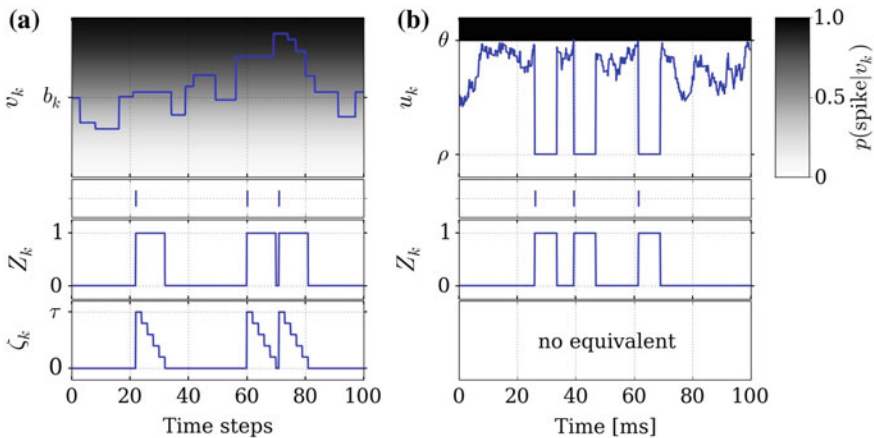 (a)
v_k
b_k
Z_k
1
0
ζ_k
τ
0
0 20 40 60 80 100
Time steps
(b)
u_k
θ
ρ
Z_k
1
0
no equivalent
0 20 40 60 80 100
Time [ms]
1.0
0.5
0
p(spike|v_k)